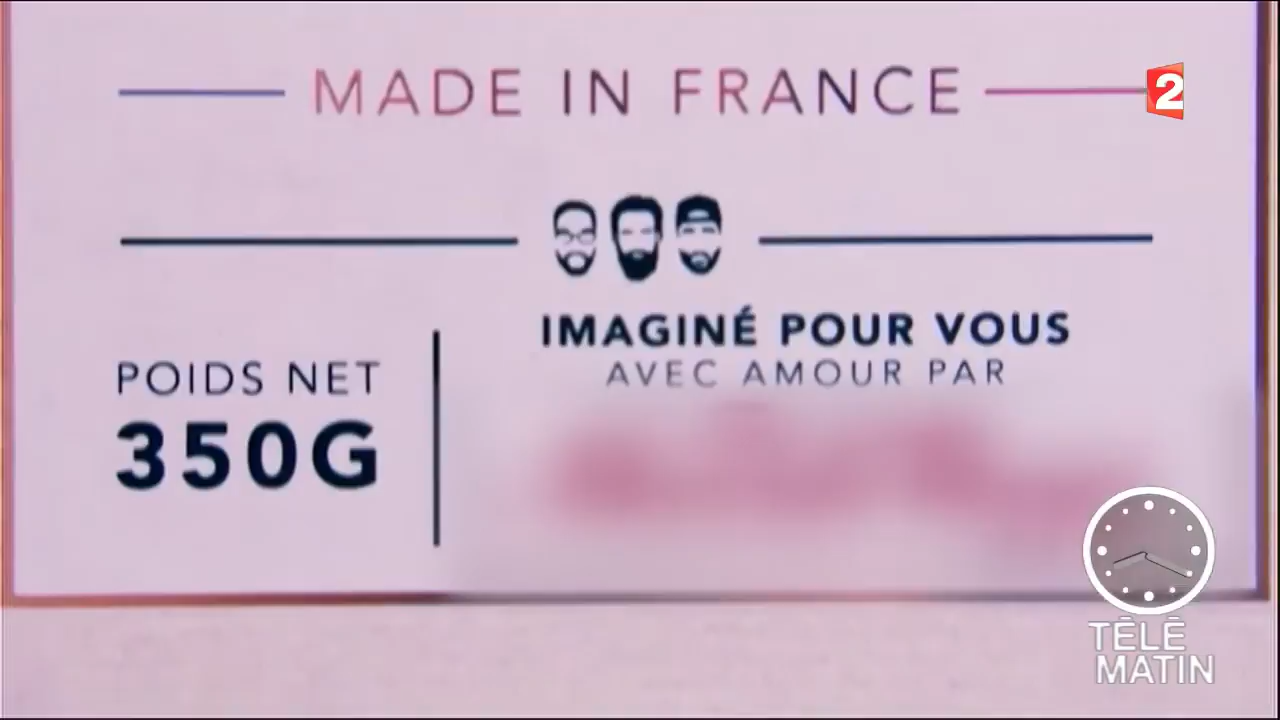 MADE IN FRANCE
2
IMAGINÉ POUR VOUS
AVEC AMOUR PAR
POIDS NET
350G
TÉLÉ
MATIN